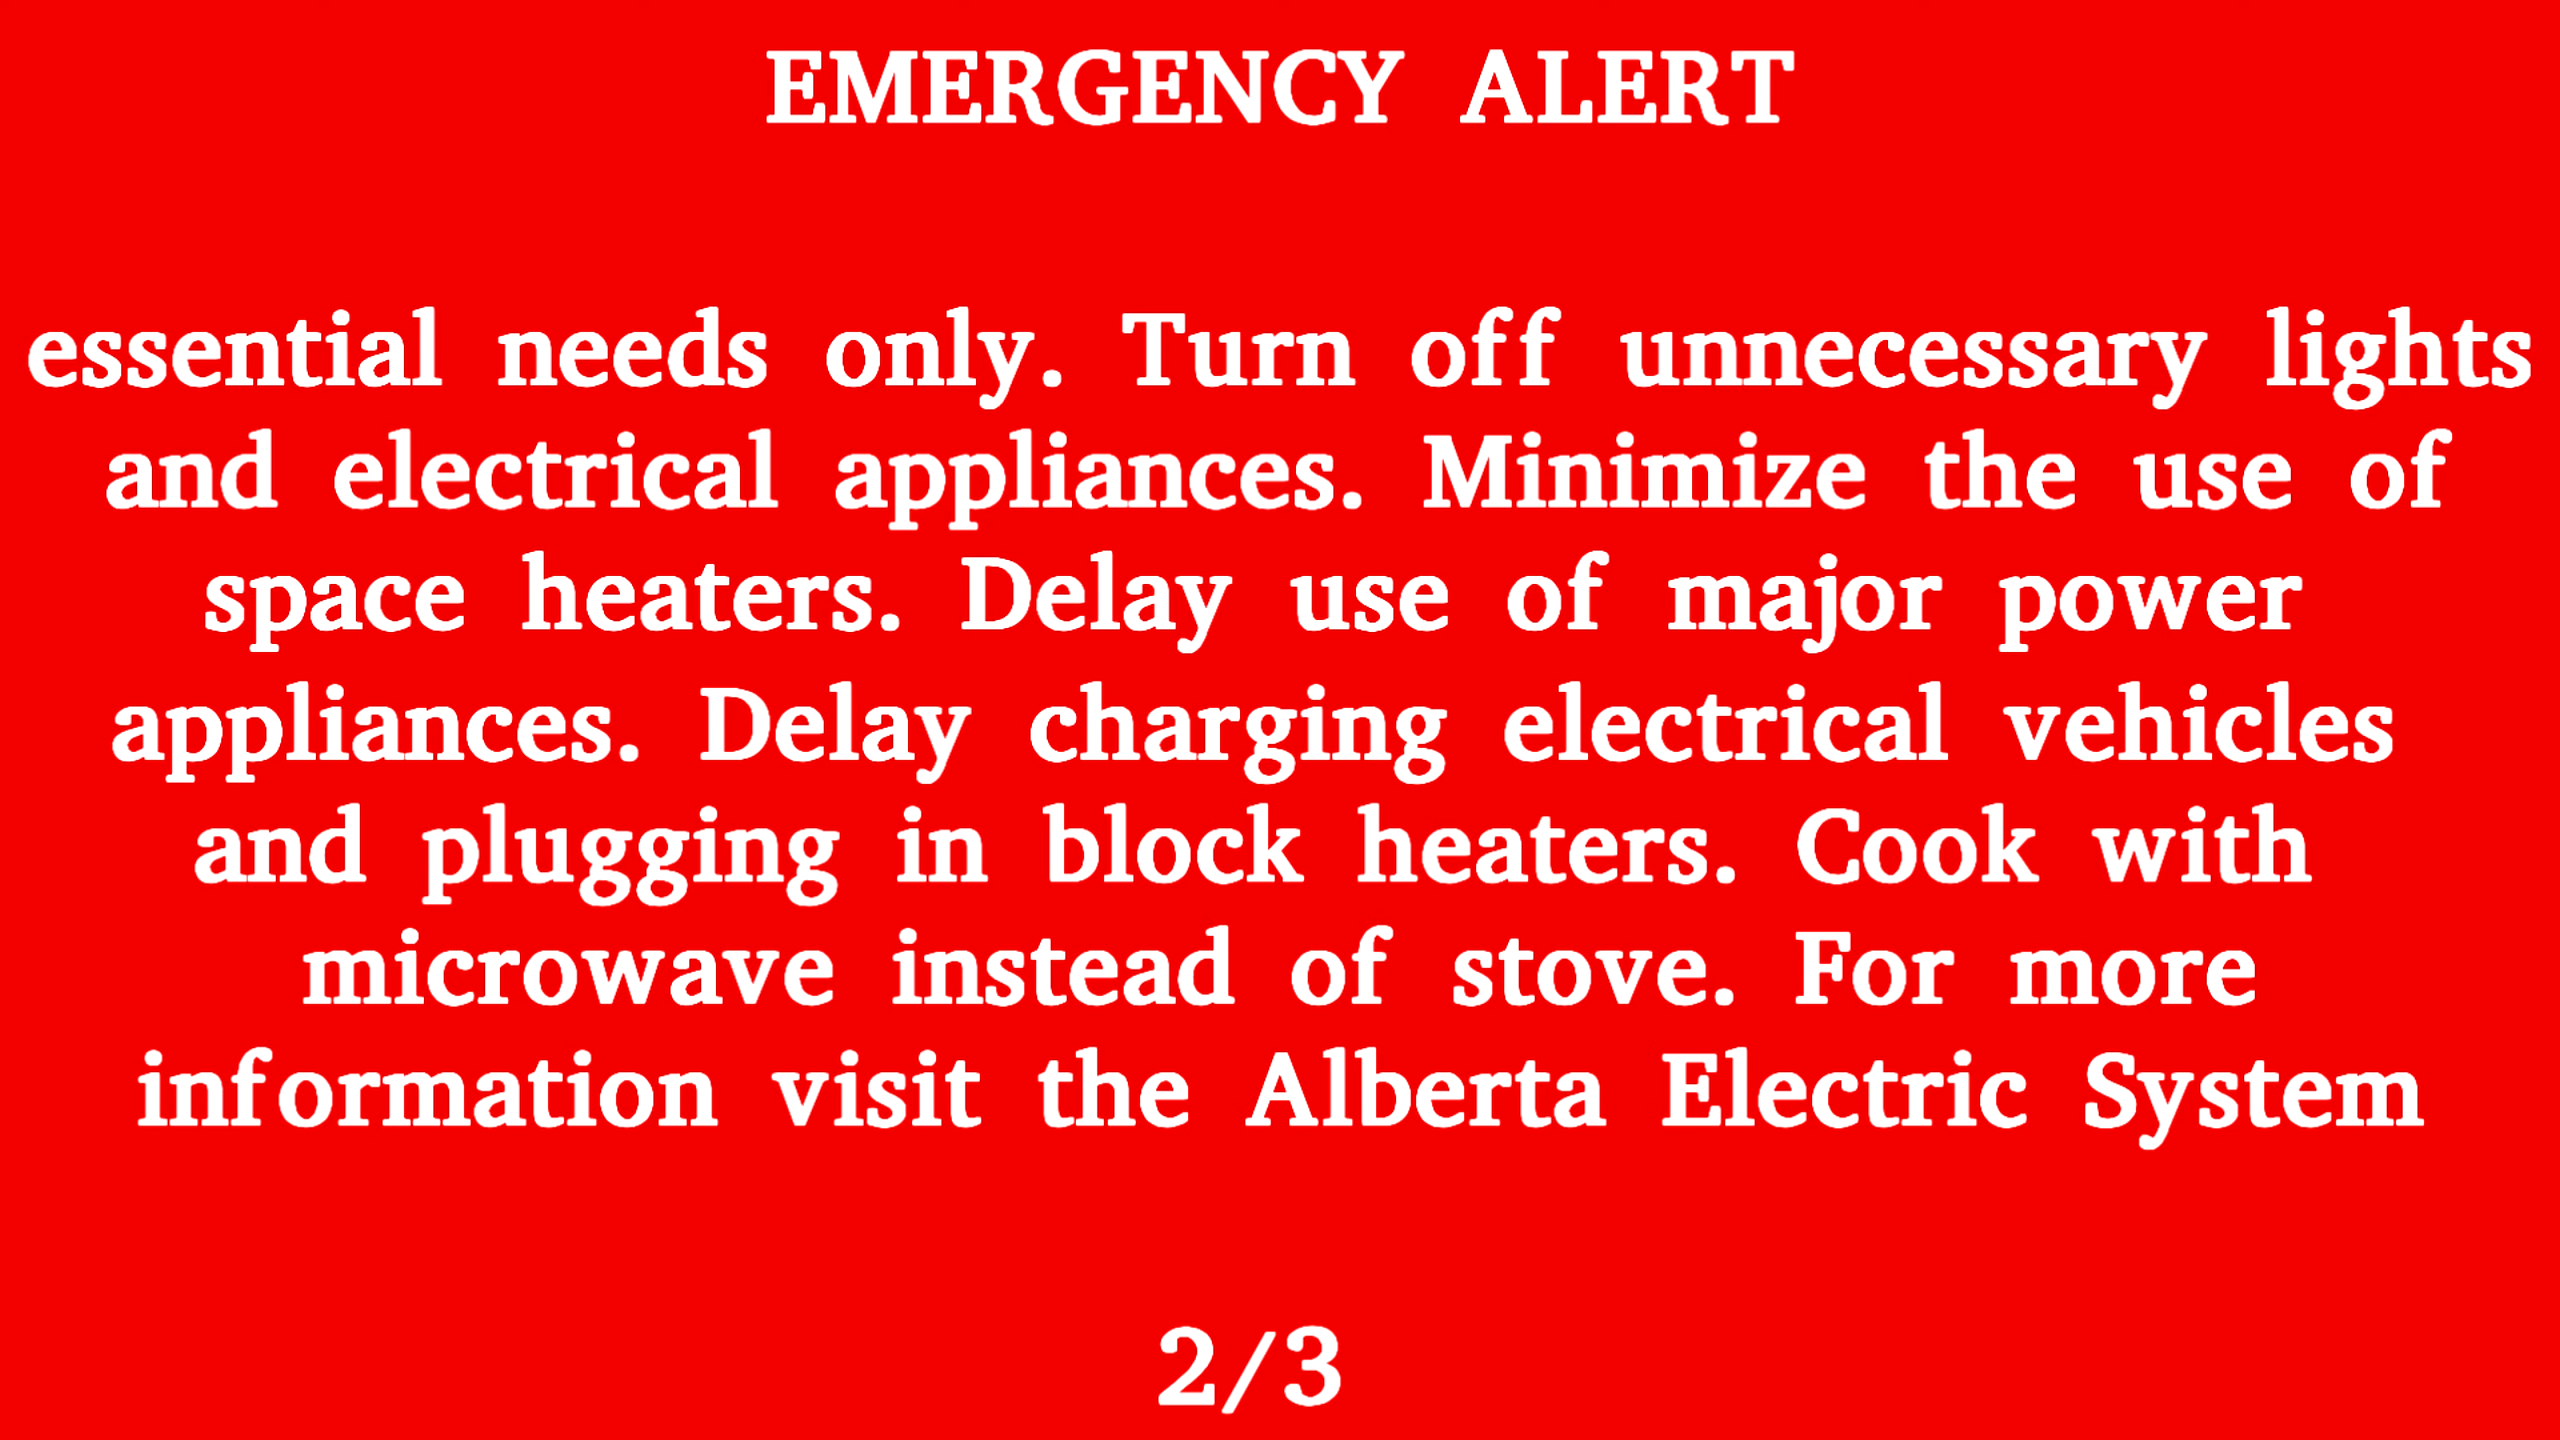 EMERGENCY ALERT
essential needs only. Turn off unnecessary lights
and electrical appliances. Minimize the use of
space heaters. Delay use of major power
appliances. Delay charging electrical vehicles
and plugging in block heaters. Cook with
microwave instead of stove. For more
information visit the Alberta Electric System
2/3